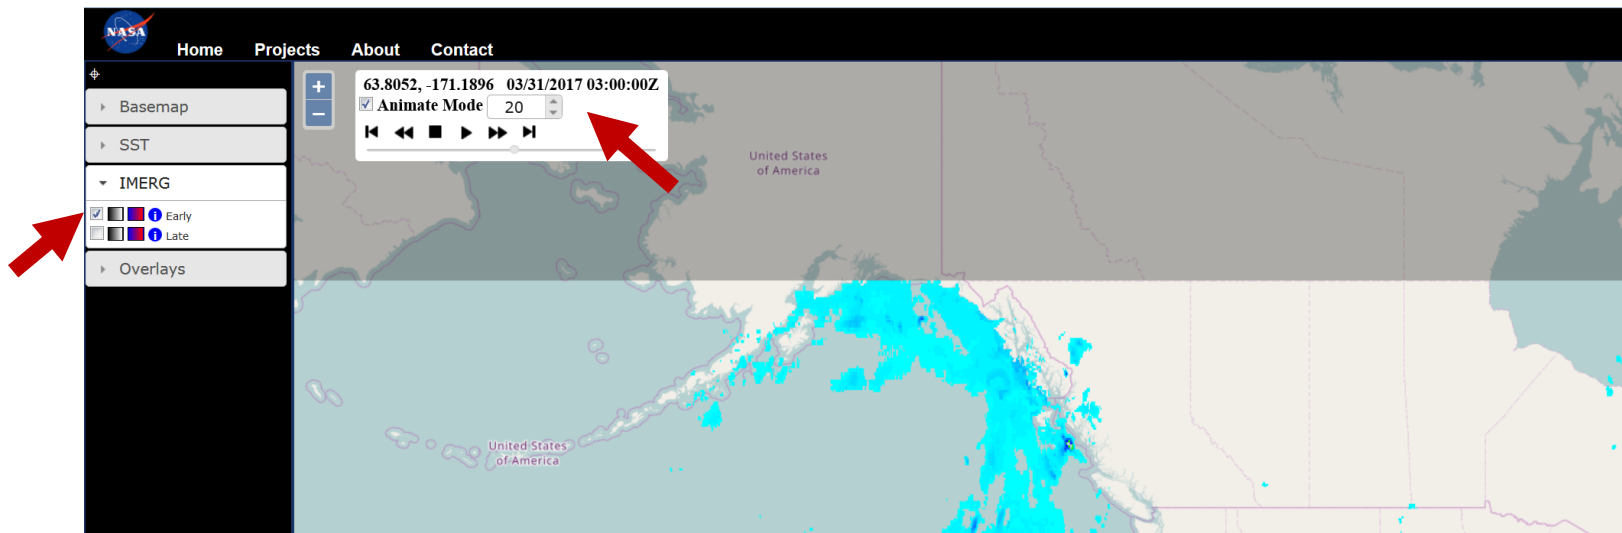 NASA
Home Projects About Contact
Basemap
SST
IMERG
Early
Late
Overlays
+
−
63.8052, -171.1896 03/31/2017 03:00:00Z
Animate Mode 20
United States
of America
United States
of America